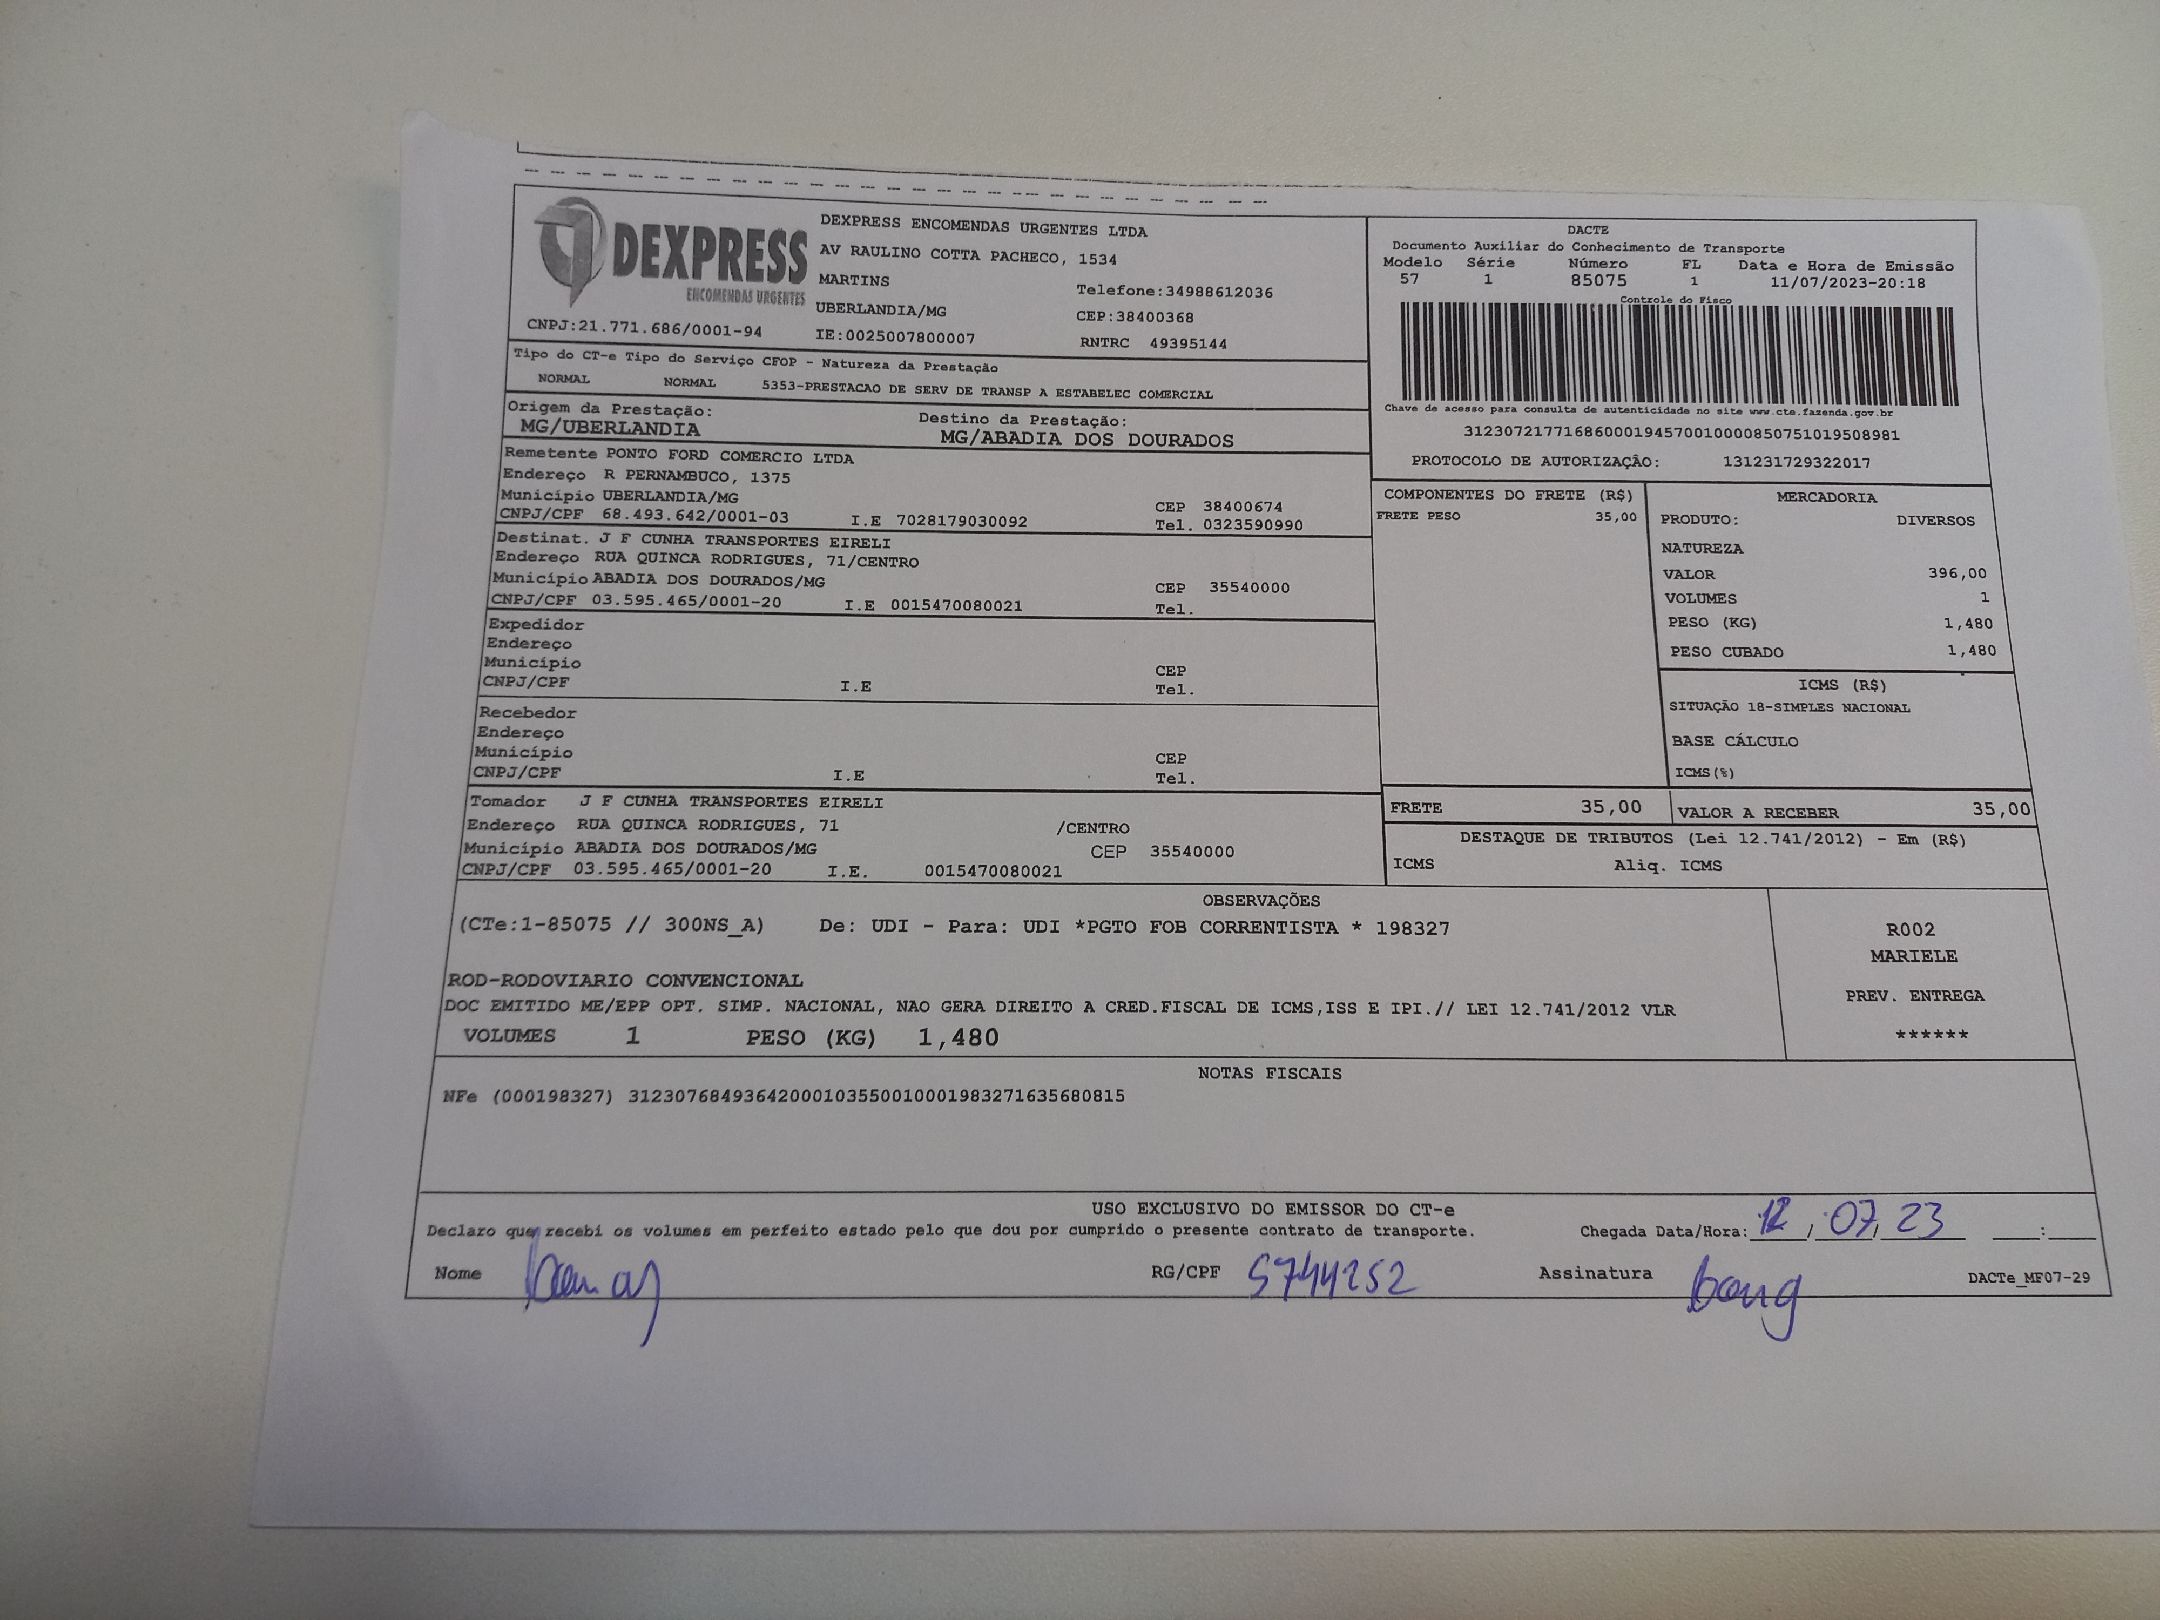 DEXPRESS
ENCOMENDAS URGENTES
CNPJ:21.771.686/0001-94
DEXPRESS ENCOMENDAS URGENTES LTDA
AV RAULINO COTTA PACHECO, 1534
MARTINS
Telefone:34988612036
UBERLANDIA/MG
CEP:38400368
IE:0025007800007
RNTRC 49395144
DACTE
Documento Auxiliar do Conhecimento de Transporte
Modelo Série Número FL Data e Hora de Emissão
57 1 85075 1 11/07/2023-20:18
Controle do Fisco
Chave de acesso para consulta de autenticidade no site www.cte.fazenda.gov.br
31230721771686000194570010000850751019508981
PROTOCOLO DE AUTORIZAÇÂO: 131231729322017
Tipo do CT-e Tipo do Serviço CFOP - Natureza da Prestação
NORMAL NORMAL 5353-PRESTACAO DE SERV DE TRANSP A ESTABELEC COMERCIAL
Origem da Prestação: Destino da Prestação:
MG/UBERLANDIA MG/ABADIA DOS DOURADOS
Remetente PONTO FORD COMERCIO LTDA
Endereço R PERNAMBUCO, 1375
Município UBERLANDIA/MG CEP 38400674
CNPJ/CPF 68.493.642/0001-03 I.E 7028179030092 Tel. 0323590990
Destinat. J F CUNHA TRANSPORTES EIRELI
Endereço RUA QUINCA RODRIGUES, 71/CENTRO
Município ABADIA DOS DOURADOS/MG CEP 35540000
CNPJ/CPF 03.595.465/0001-20 I.E 0015470080021 Tel.
Expedidor
Endereço
Município CEP
CNPJ/CPF I.E Tel.
Recebedor
Endereço
Município CEP
CNPJ/CPF I.E Tel.
Tomador J F CUNHA TRANSPORTES EIRELI
Endereço RUA QUINCA RODRIGUES, 71 /CENTRO
Município ABADIA DOS DOURADOS/MG CEP 35540000
CNPJ/CPF 03.595.465/0001-20 I.E. 0015470080021
COMPONENTES DO FRETE (R$)
FRETE PESO 35,00
MERCADORIA
PRODUTO: DIVERSOS
NATUREZA
VALOR 396,00
VOLUMES 1
PESO (KG) 1,480
PESO CUBADO 1,480
ICMS (R$)
SITUAÇÃO 18-SIMPLES NACIONAL
BASE CÁLCULO
ICMS(%)
FRETE 35,00 VALOR A RECEBER 35,00
DESTAQUE DE TRIBUTOS (Lei 12.741/2012) - Em (R$)
ICMS Aliq. ICMS
OBSERVAÇÕES
(CTe:1-85075 // 300NS_A) De: UDI - Para: UDI *PGTO FOB CORRENTISTA * 198327
ROD-RODOVIARIO CONVENCIONAL
DOC EMITIDO ME/EPP OPT. SIMP. NACIONAL, NAO GERA DIREITO A CRED.FISCAL DE ICMS,ISS E IPI.// LEI 12.741/2012 VLR
VOLUMES 1 PESO (KG) 1,480
R002
MARIELE
PREV. ENTREGA
******
NOTAS FISCAIS
NFe (000198327) 31230768493642000103550010001983271635680815
USO EXCLUSIVO DO EMISSOR DO CT-e
Declaro que recebi os volumes em perfeito estado pelo que dou por cumprido o presente contrato de transporte. Chegada Data/Hora: 12/07/23 :
Nome RG/CPF 5744252 Assinatura DACTe_MF07-29